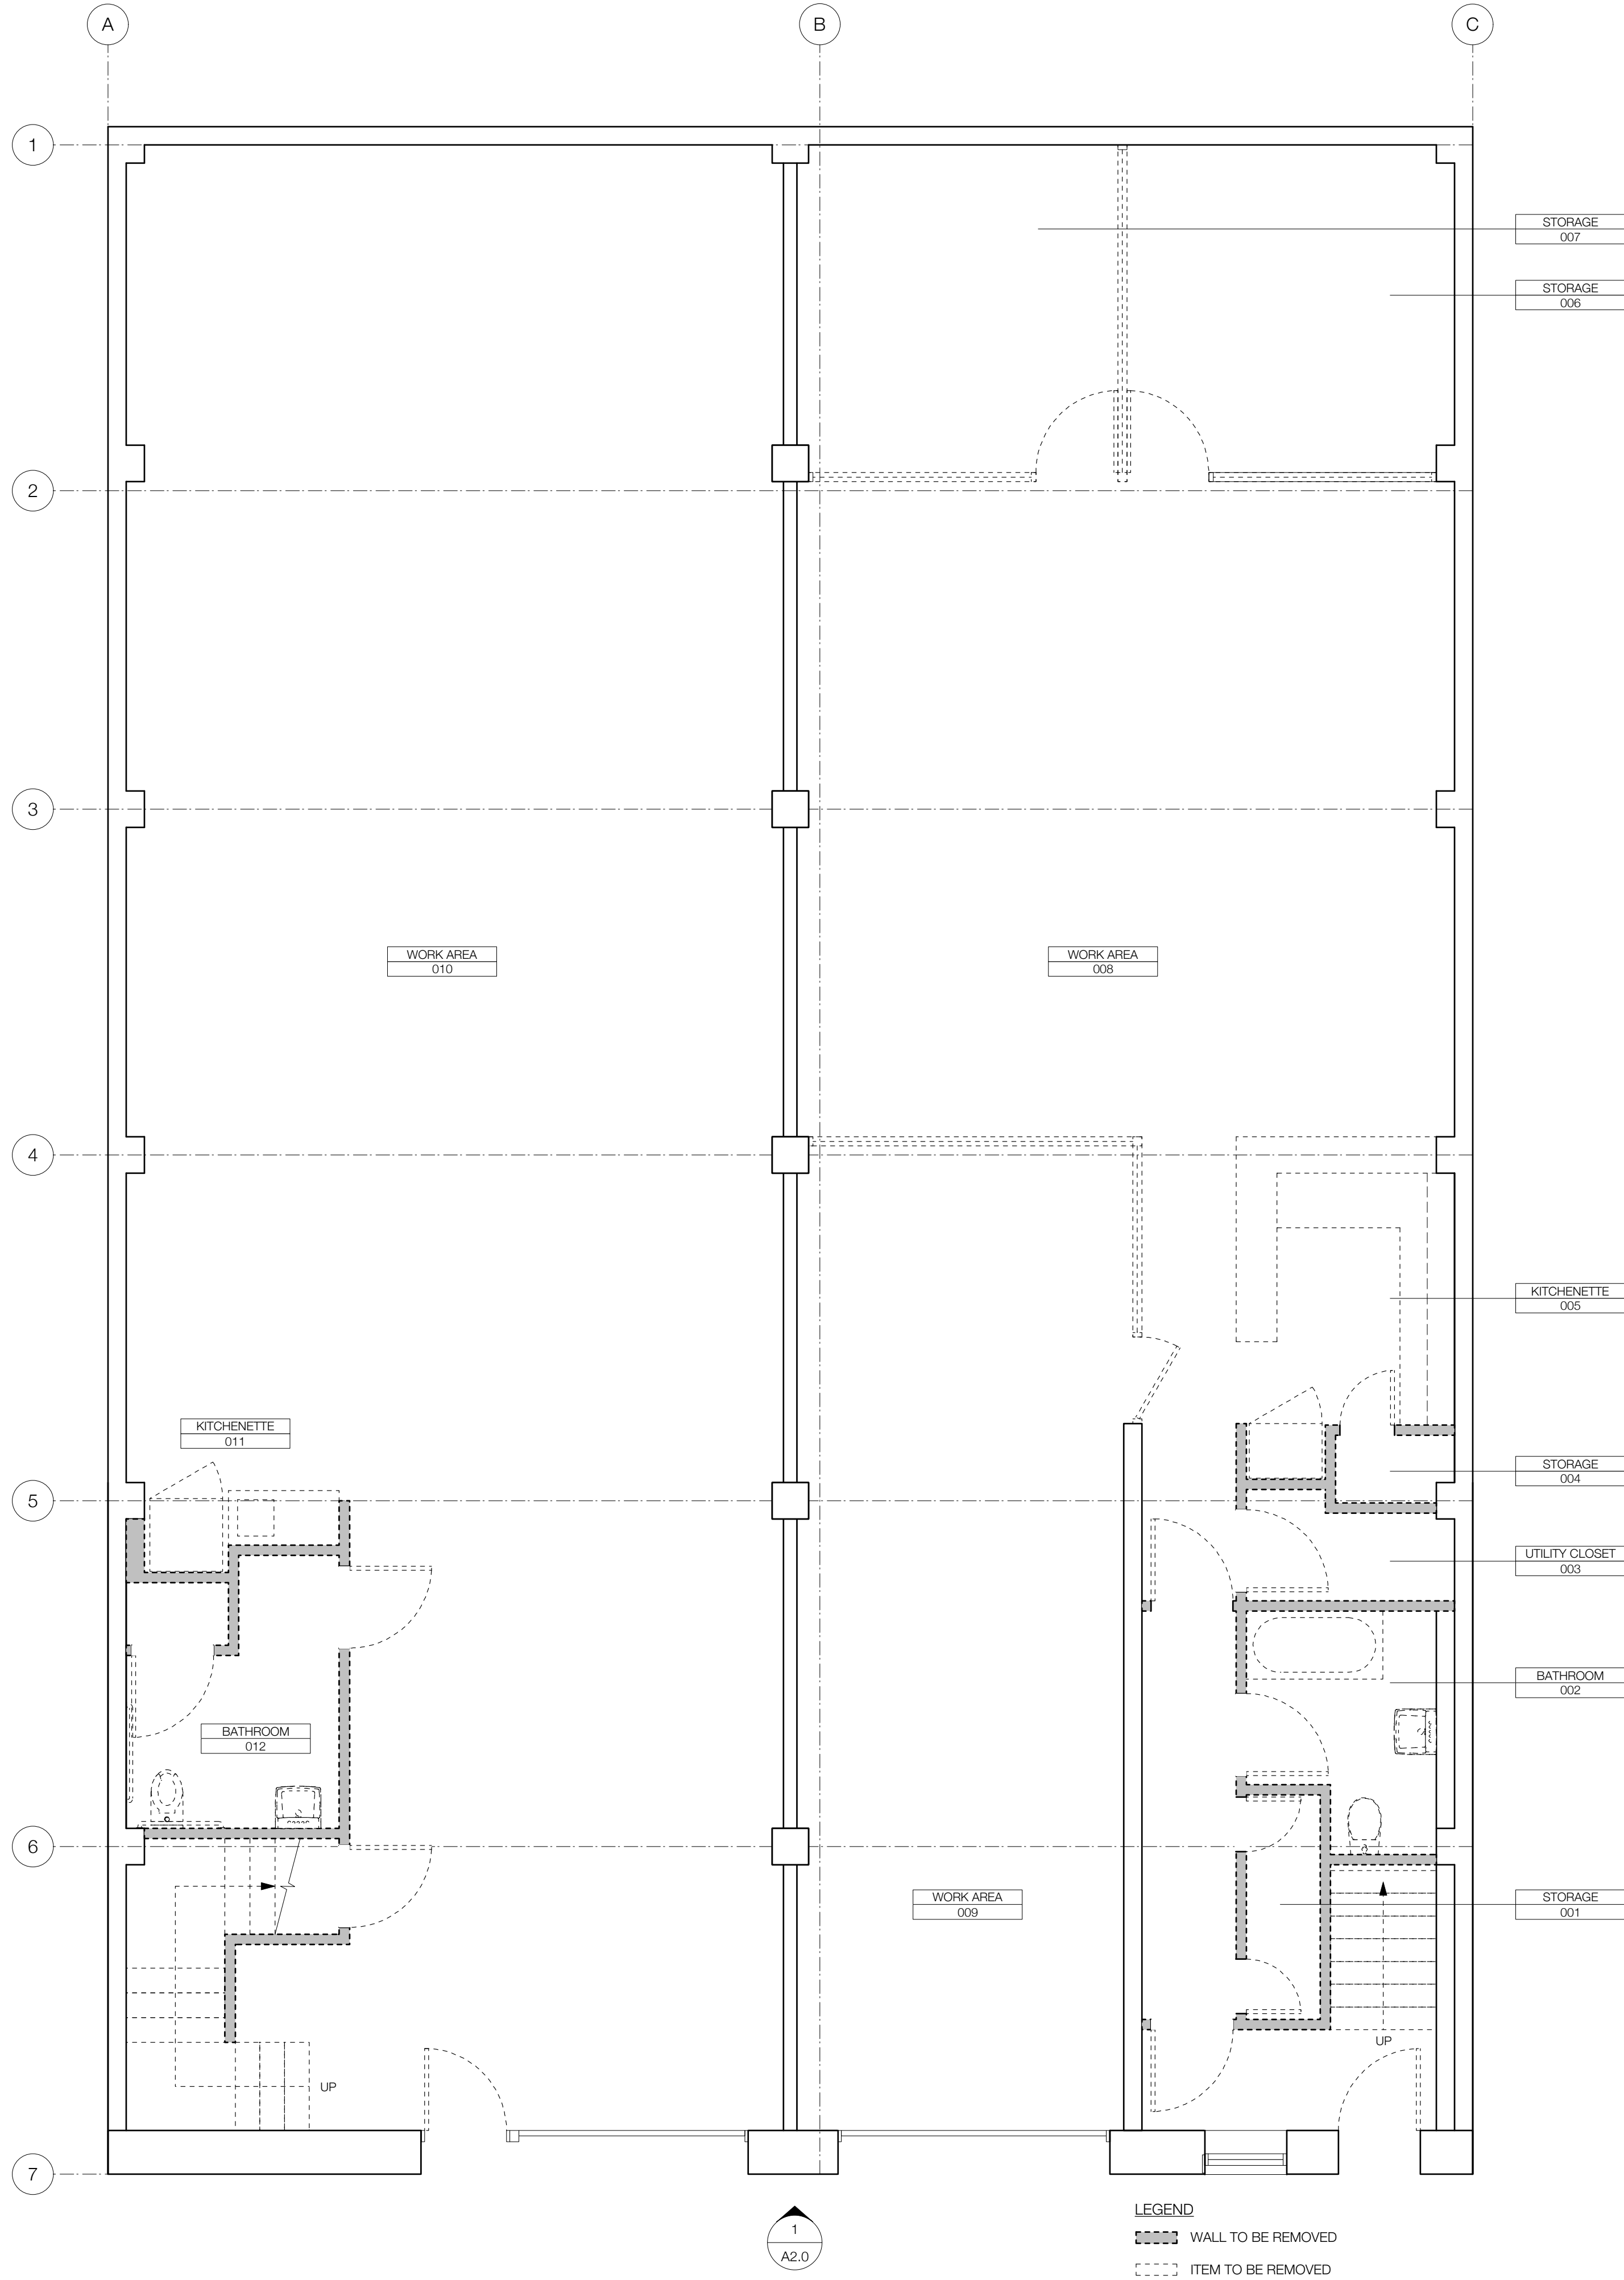 A
B
C
1
STORAGE
007
STORAGE
006
2
3
WORK AREA
010
WORK AREA
008
4
KITCHENETTE
005
KITCHENETTE
011
STORAGE
004
5
UTILITY CLOSET
003
BATHROOM
002
BATHROOM
012
6
WORK AREA
009
STORAGE
001
UP
UP
7
LEGEND
1
A2.0
WALL TO BE REMOVED
ITEM TO BE REMOVED